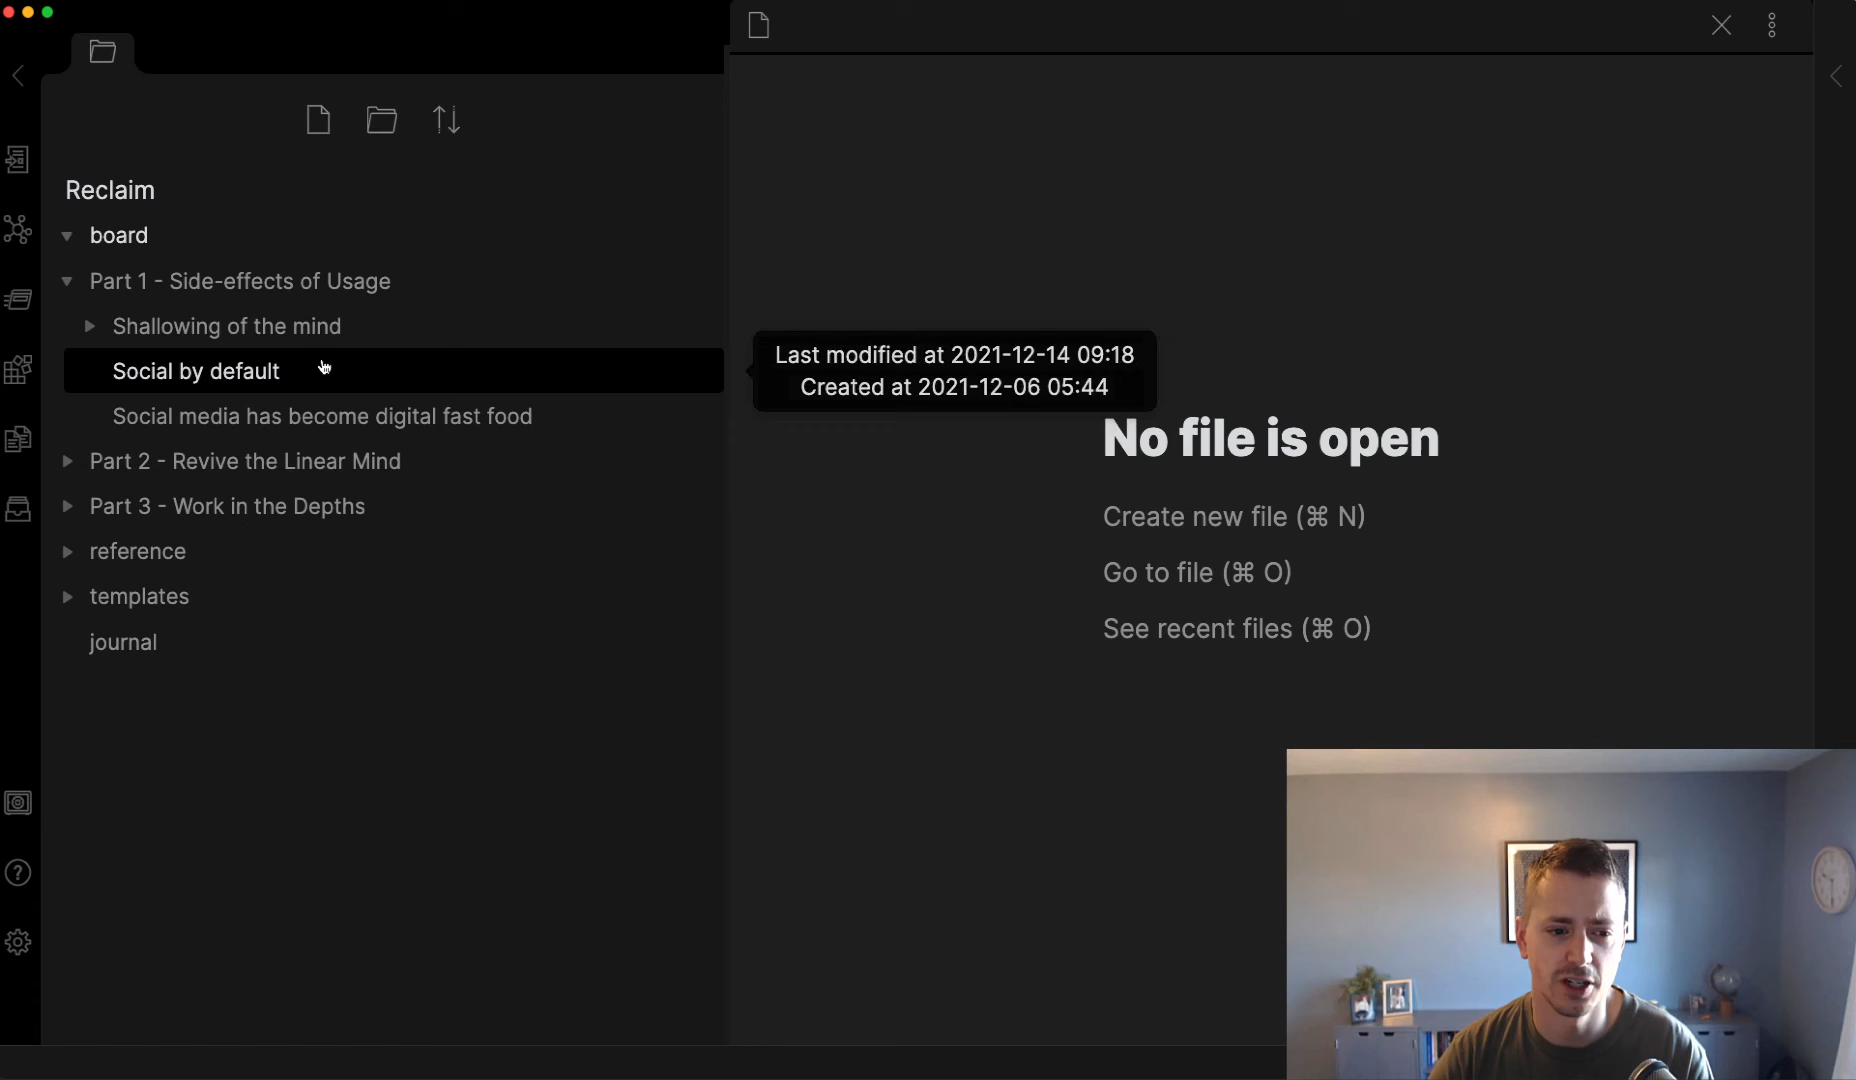 Reclaim
board
Part 1 - Side-effects of Usage
Shallowing of the mind
Social by default
Social media has become digital fast food
Part 2 - Revive the Linear Mind
Part 3 - Work in the Depths
reference
templates
journal
Last modified at 2021-12-14 09:18
Created at 2021-12-06 05:44
No file is open
Create new file (⌘ N)
Go to file (⌘ O)
See recent files (⌘ O)